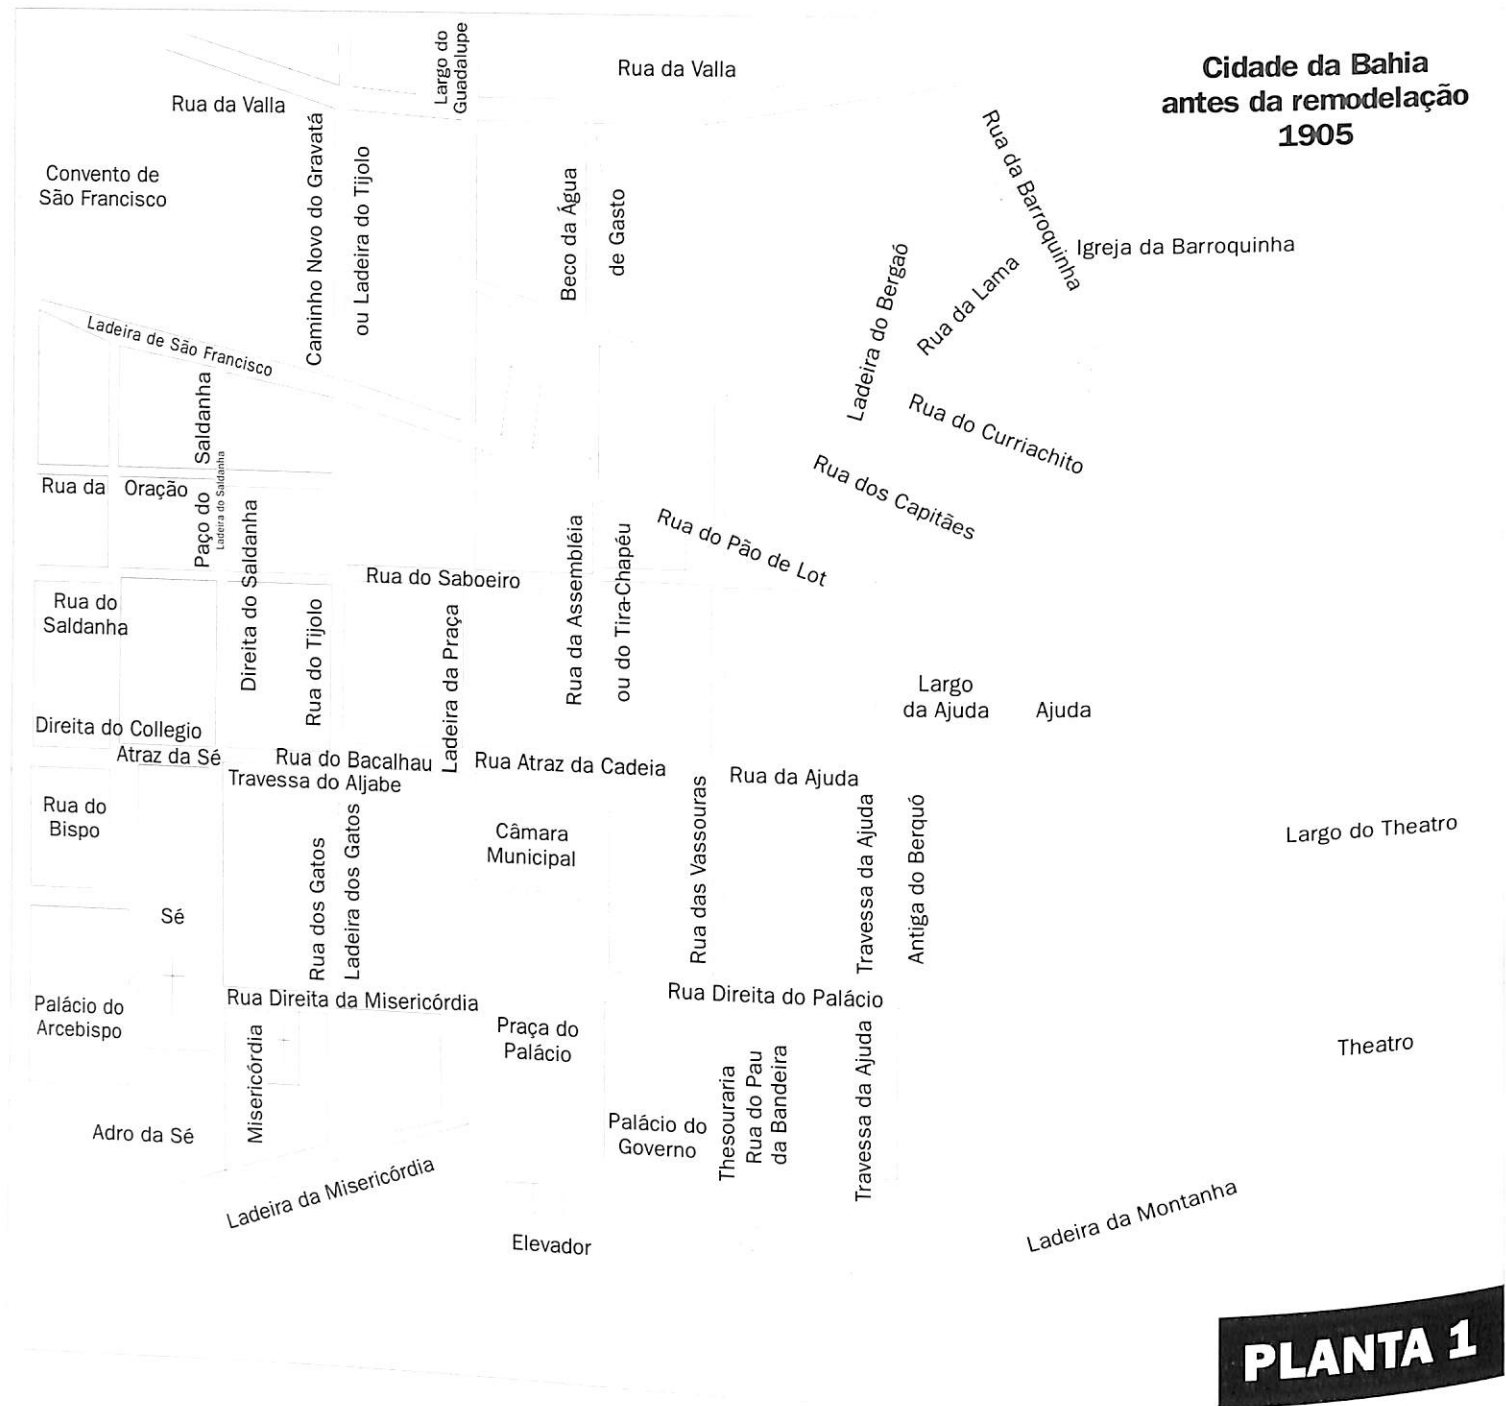 Cidade da Bahia
antes da remodelação
1905
Largo do
Guadalupe
Rua da Valla
Rua da Valla
Convento de
São Francisco
Caminho Novo do Gravatá
ou Ladeira do Tijolo
Beco da Água
de Gasto
Rua da Barroquinha
Igreja da Barroquinha
Ladeira do Bergaó
Rua da Lama
Ladeira de São Francisco
Rua do Curriachito
Rua dos Capitães
Paço do Saldanha
Ladeira do Saldanha
Rua da Oração
Direita do Saldanha
Rua do Pão de Lot
Rua da Assembléia
ou do Tira-Chapéu
Rua do Saboeiro
Rua do
Saldanha
Rua do Tijolo
Ladeira da Praça
Largo
da Ajuda
Ajuda
Direita do Collegio
Atraz da Sé
Rua do Bacalhau
Travessa do Aljabe
Rua Atraz da Cadeia
Rua da Ajuda
Rua do
Bispo
Rua dos Gatos
Ladeira dos Gatos
Câmara
Municipal
Rua das Vassouras
Travessa da Ajuda
Antiga do Berquó
Largo do Theatro
Sé
Rua Direita da Misericórdia
Rua Direita do Palácio
Palácio do
Arcebispo
Misericórdia
Praça do
Palácio
Theatro
Adro da Sé
Palácio do
Governo
Thesouraria
Rua do Pau
da Bandeira
Travessa da Ajuda
Ladeira da Misericórdia
Ladeira da Montanha
Elevador
PLANTA 1